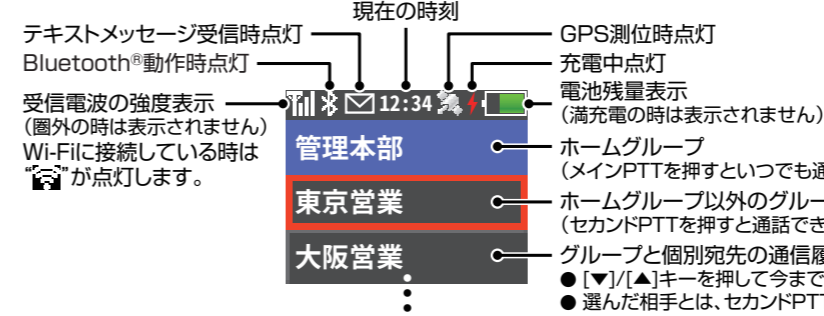 現在の時刻
テキストメッセージ受信時点灯
Bluetooth®動作時点灯
受信電波の強度表示
（圏外の時は表示されません）
Wi-Fiに接続している時は
“ ”が点灯します。
12:34
管理本部
東京営業
大阪営業
GPS測位時点灯
充電中点灯
電池残量表示
（満充電の時は表示されません）
ホームグループ
（メインPTTを押すといつでも通
ホームグループ以外のグルー
（セカンドPTTを押すと通話でき
グループと個別宛先の通信履
● [▼]/[▲]キーを押して今まで
● 選んだ相手とは、セカンドPTT